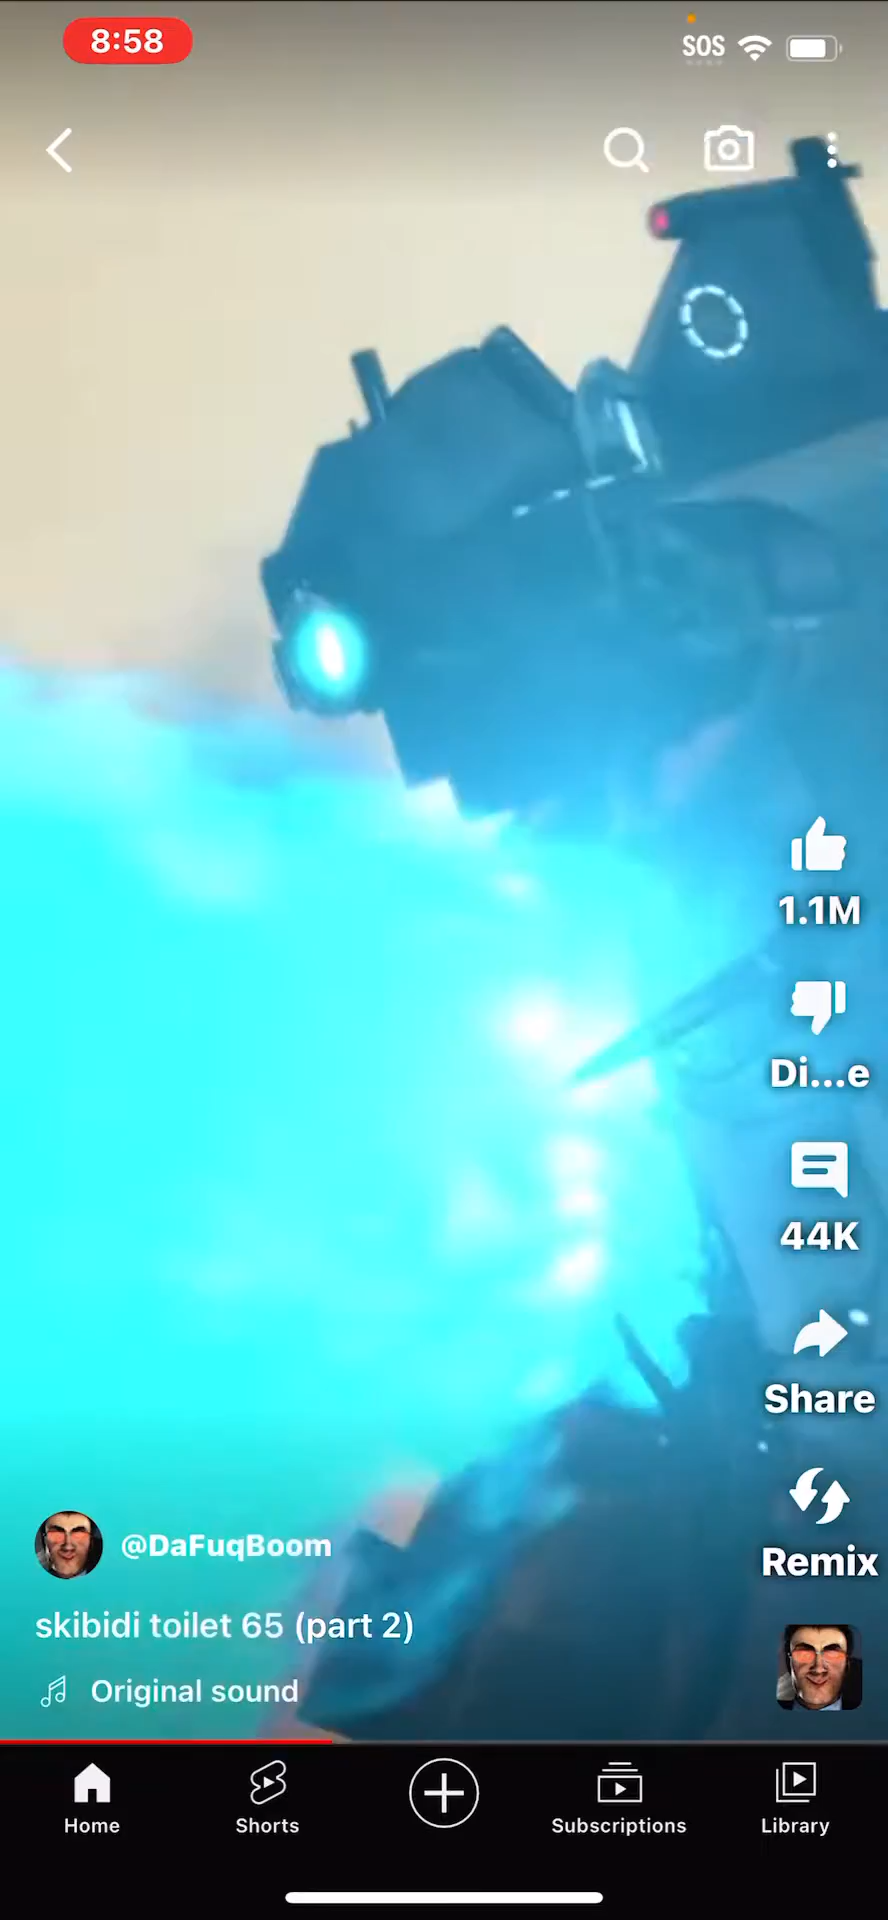 8:58
SOS
1.1M
Di...e
44K
Share
Remix
@DaFuqBoom
skibidi toilet 65 (part 2)
Original sound
Home
Shorts
Subscriptions
Library